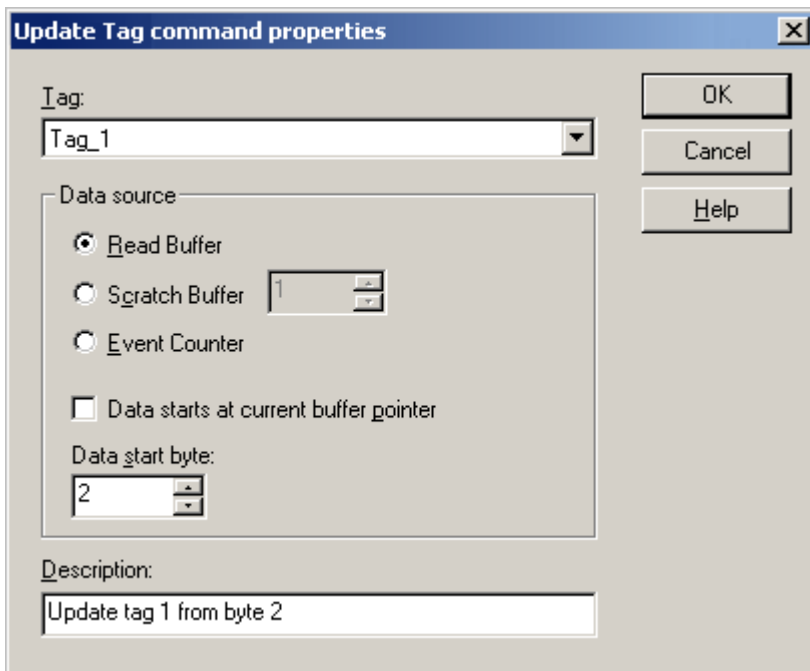 Update Tag command properties
Tag:
Tag_1
OK
Cancel
Help
Data source
Read Buffer
Scratch Buffer 1
Event Counter
Data starts at current buffer pointer
Data start byte:
2
Description:
Update tag 1 from byte 2